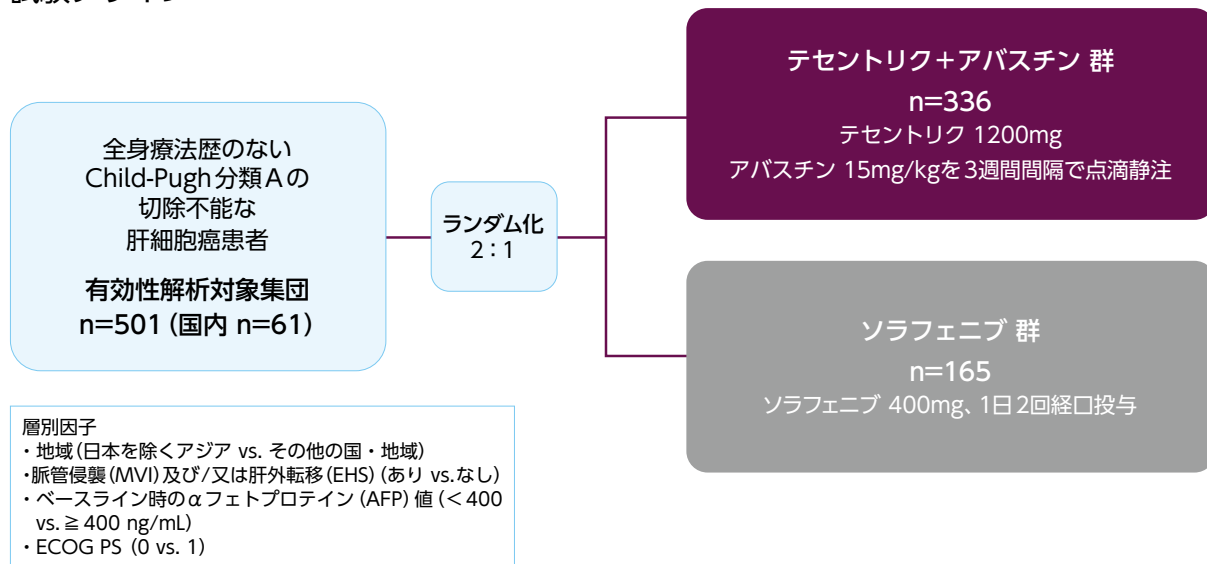 全身療法歴のない
Child-Pugh分類Aの
切除不能な
肝細胞癌患者
有効性解析対象集団
n=501（国内 n=61）
ランダム化
2：1
テセントリク＋アバスチン 群
n=336
テセントリク 1200mg
アバスチン 15mg/kgを3週間間隔で点滴静注
ソラフェニブ 群
n=165
ソラフェニブ 400mg、1日2回経口投与
層別因子
・地域（日本を除くアジア vs. その他の国・地域）
・脈管侵襲（MVI）及び/又は肝外転移（EHS）（あり vs.なし）
・ベースライン時のαフェトプロテイン（AFP）値（＜400
vs.≧400 ng/mL）
・ECOG PS（0 vs. 1）